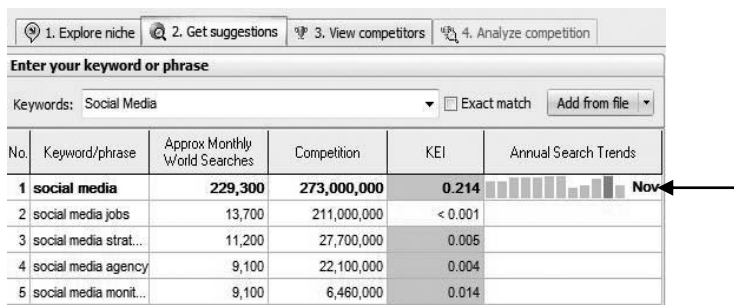 1. Explore niche 2. Get suggestions 3. View competitors 4. Analyze competition
Enter your keyword or phrase
Keywords: Social Media Exact match Add from file
No. Keyword/phrase Approx Monthly World Searches Competition KEI Annual Search Trends
1 social media 229,300 273,000,000 0.214 Nov
2 social media jobs 13,700 211,000,000 < 0.001
3 social media strat... 11,200 27,700,000 0.005
4 social media agency 9,100 22,100,000 0.004
5 social media monit... 9,100 6,460,000 0.014